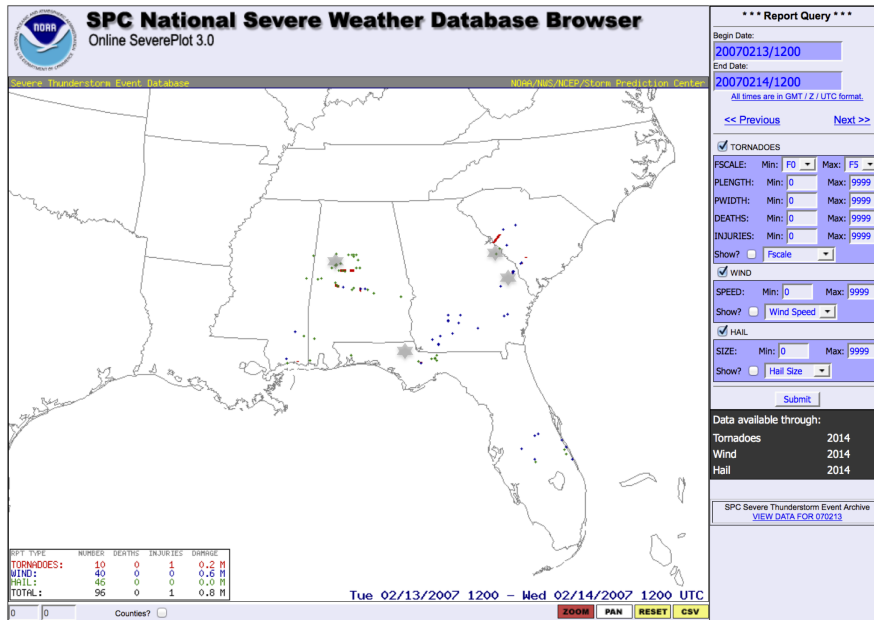 SPC National Severe Weather Database Browser
Online SeverePlot 3.0
NOAA
Severe Thunderstorm Event Database
NOAA/NWS/NCEP/Storm Prediction Center
RPT TYPE NUMBER DEATHS INJURIES DAMAGE
TORNADOES: 10 0 1 0.2 M
WIND: 40 0 0 0.6 M
HAIL: 46 0 0 0.0 M
TOTAL: 96 0 1 0.8 M
Tue 02/13/2007 1200 – Wed 02/14/2007 1200 UTC
0 0 Counties? ZOOM PAN RESET CSV
* * * Report Query * * *
Begin Date:
20070213/1200
End Date:
20070214/1200
All times are in GMT / Z / UTC format.
<< Previous Next >>
TORNADOES
FSCALE: Min: F0 Max: F5
PLENGTH: Min: 0 Max: 9999
PWIDTH: Min: 0 Max: 9999
DEATHS: Min: 0 Max: 9999
INJURIES: Min: 0 Max: 9999
Show? Fscale
WIND
SPEED: Min: 0 Max: 9999
Show? Wind Speed
HAIL
SIZE: Min: 0 Max: 9999
Show? Hail Size
Submit
Data available through:
Tornadoes 2014
Wind 2014
Hail 2014
SPC Severe Thunderstorm Event Archive
VIEW DATA FOR 070213